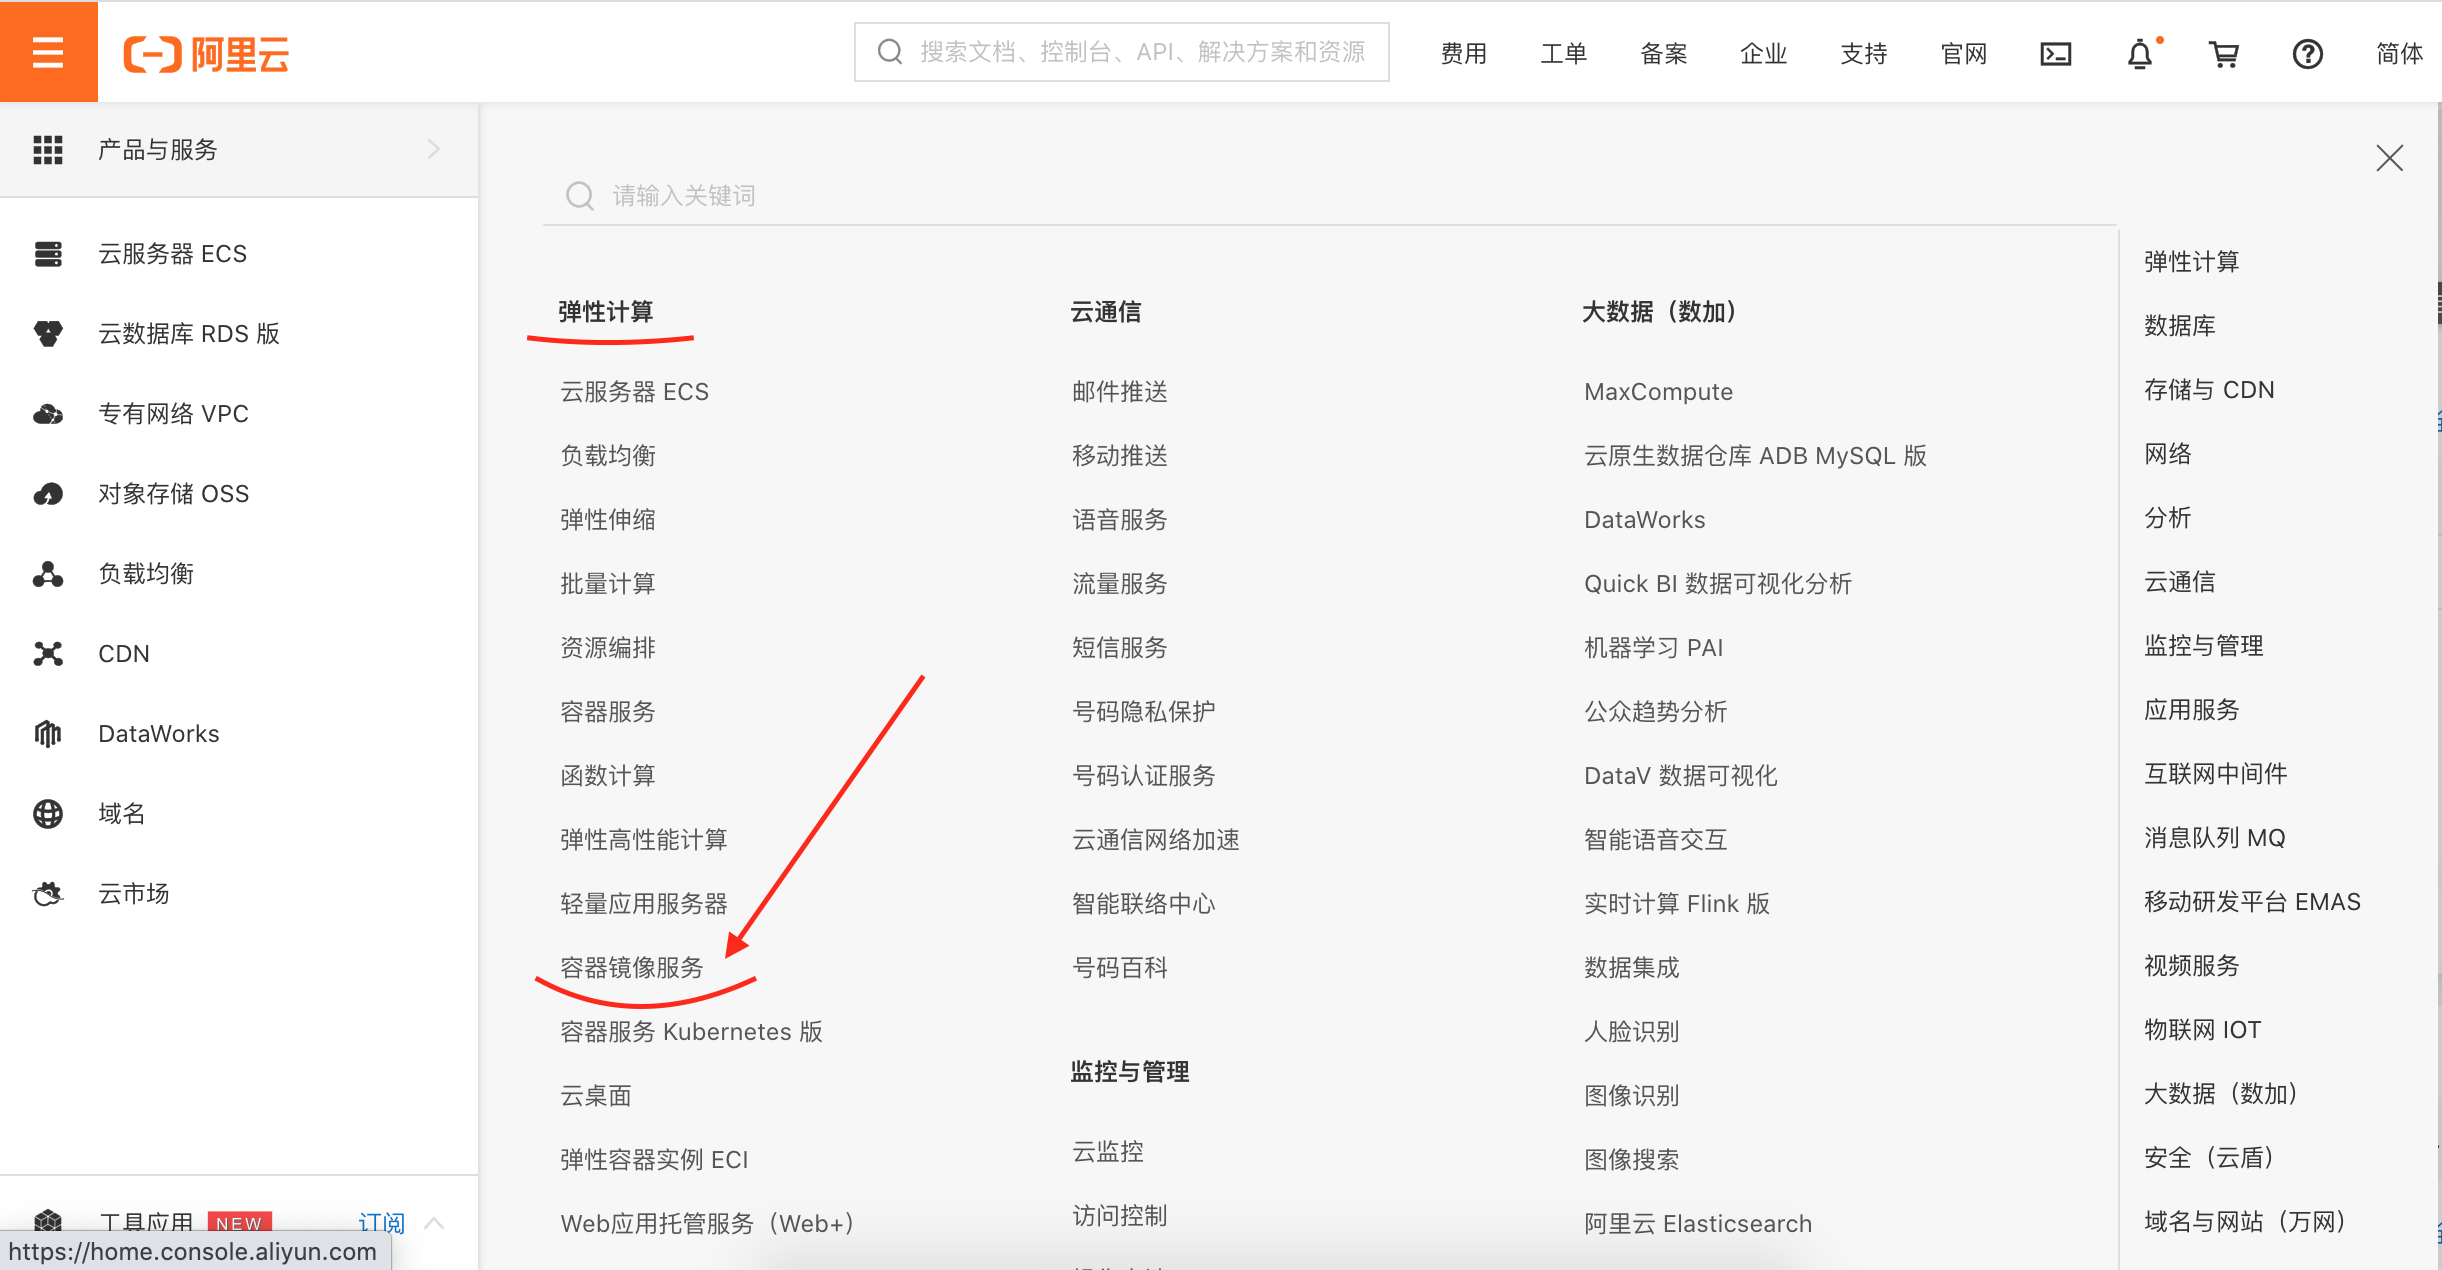 阿里云
搜索文档、控制台、API、解决方案和资源
费用
工单
备案
企业
支持
官网
简体
产品与服务
云服务器 ECS
云数据库 RDS 版
专有网络 VPC
对象存储 OSS
负载均衡
CDN
DataWorks
域名
云市场
工具应用 NEW 订阅
https://home.console.aliyun.com
请输入关键词
弹性计算
云服务器 ECS
负载均衡
弹性伸缩
批量计算
资源编排
容器服务
函数计算
弹性高性能计算
轻量应用服务器
容器镜像服务
容器服务 Kubernetes 版
云桌面
弹性容器实例 ECI
Web应用托管服务（Web+）
云通信
邮件推送
移动推送
语音服务
流量服务
短信服务
号码隐私保护
号码认证服务
云通信网络加速
智能联络中心
号码百科
监控与管理
云监控
访问控制
大数据（数加）
MaxCompute
云原生数据仓库 ADB MySQL 版
DataWorks
Quick BI 数据可视化分析
机器学习 PAI
公众趋势分析
DataV 数据可视化
智能语音交互
实时计算 Flink 版
数据集成
人脸识别
图像识别
图像搜索
阿里云 Elasticsearch
弹性计算
数据库
存储与 CDN
网络
分析
云通信
监控与管理
应用服务
互联网中间件
消息队列 MQ
移动研发平台 EMAS
视频服务
物联网 IOT
大数据（数加）
安全（云盾）
域名与网站（万网）